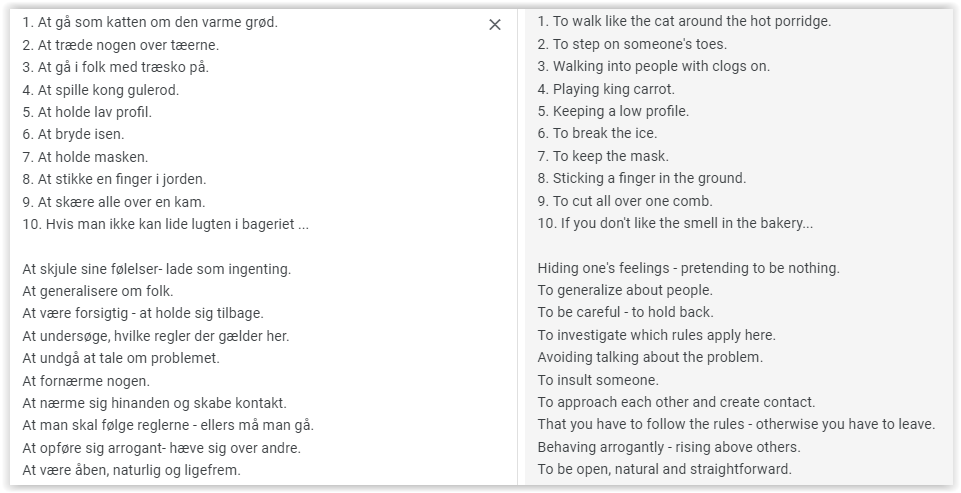 1. At gå som katten om den varme grød.
2. At træde nogen over tæerne.
3. At gå i folk med træsko på.
4. At spille kong gulerod.
5. At holde lav profil.
6. At bryde isen.
7. At holde masken.
8. At stikke en finger i jorden.
9. At skære alle over en kam.
10. Hvis man ikke kan lide lugten i bageriet ...
At skjule sine følelser- lade som ingenting.
At generalisere om folk.
At være forsigtig - at holde sig tilbage.
At undersøge, hvilke regler der gælder her.
At undgå at tale om problemet.
At fornærme nogen.
At nærme sig hinanden og skabe kontakt.
At man skal følge reglerne - ellers må man gå.
At opføre sig arrogant- hæve sig over andre.
At være åben, naturlig og ligefrem.
1. To walk like the cat around the hot porridge.
2. To step on someone's toes.
3. Walking into people with clogs on.
4. Playing king carrot.
5. Keeping a low profile.
6. To break the ice.
7. To keep the mask.
8. Sticking a finger in the ground.
9. To cut all over one comb.
10. If you don't like the smell in the bakery...
Hiding one's feelings - pretending to be nothing.
To generalize about people.
To be careful - to hold back.
To investigate which rules apply here.
Avoiding talking about the problem.
To insult someone.
To approach each other and create contact.
That you have to follow the rules - otherwise you have to leave.
Behaving arrogantly - rising above others.
To be open, natural and straightforward.